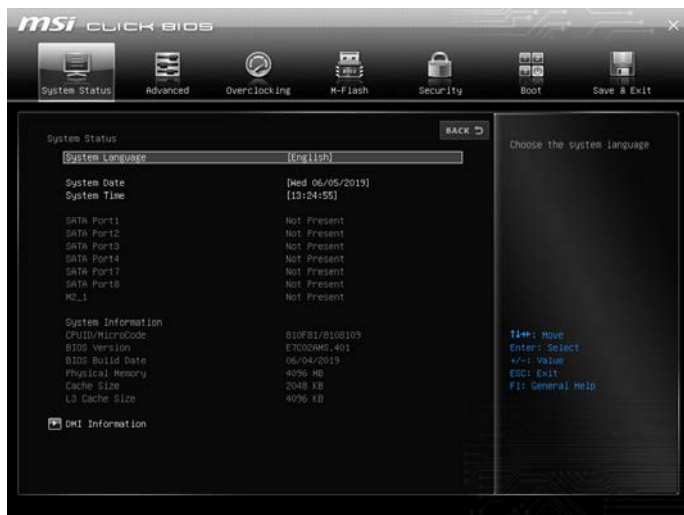 msi CLICK BIOS
System Status Advanced Overclocking M-Flash Security Boot Save & Exit
BACK
System Status
Choose the system language
System Language [English]
System Date [Wed 06/05/2019]
System Time [13:24:55]
SATA Port1 Not Present
SATA Port2 Not Present
SATA Port3 Not Present
SATA Port4 Not Present
SATA Port7 Not Present
SATA Port8 Not Present
M2_1 Not Present
System Information
CPUID/MicroCode 810F81/8108109
BIOS Version E7C02AMS.401
BIOS Build Date 06/04/2019
Physical Memory 4096 MB
Cache Size 2048 KB
L3 Cache Size 4096 KB
DMI Information
↑↓→←: Move
Enter: Select
+/-: Value
ESC: Exit
F1: General Help